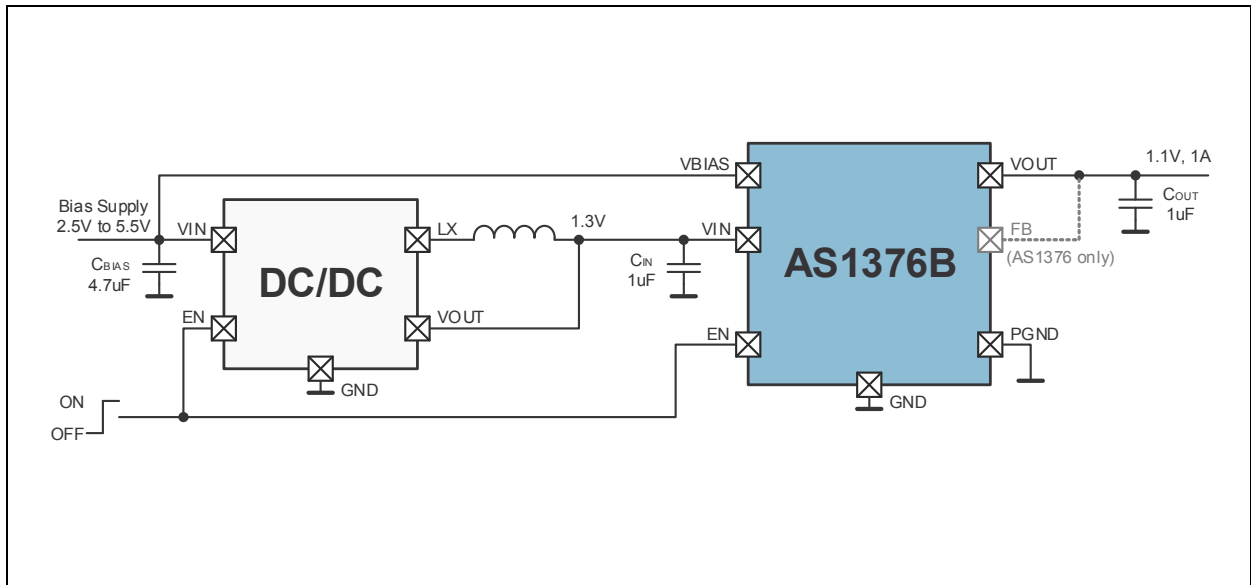 VBIAS
VOUT
1.1V, 1A
Bias Supply
2.5V to 5.5V
VIN
LX
1.3V
VIN
FB
(AS1376 only)
COUT
1uF
CBIAS
4.7uF
DC/DC
CIN
1uF
AS1376B
EN
VOUT
EN
PGND
GND
GND
ON
OFF